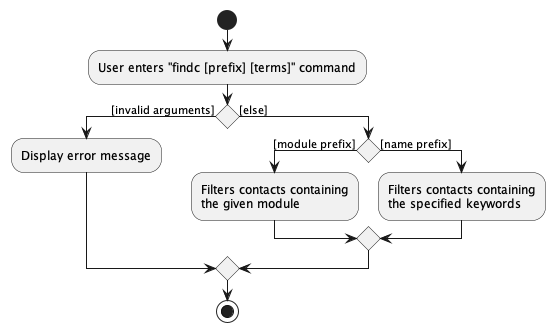 User enters "findc [prefix] [terms]" command
[invalid arguments]
[else]
Display error message
[module prefix]
[name prefix]
Filters contacts containing
the given module
Filters contacts containing
the specified keywords